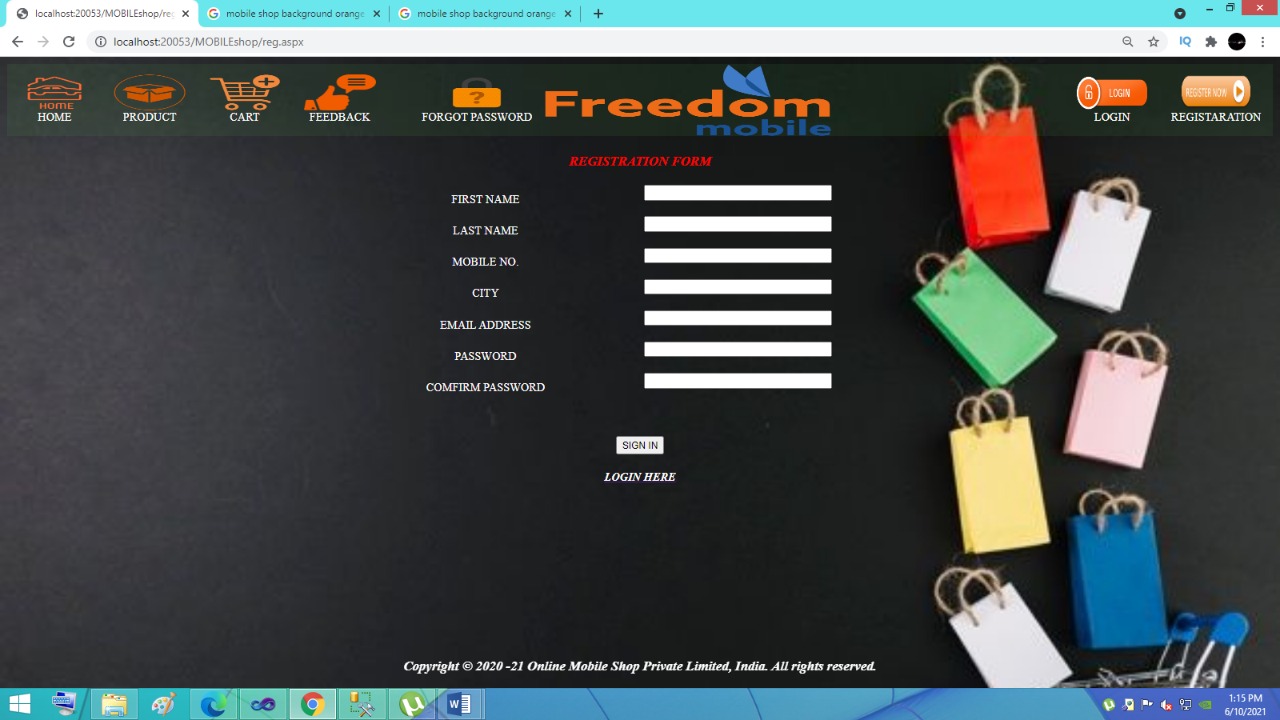 localhost:20053/MOBILEshop/reg
mobile shop background orange
mobile shop background orange
localhost:20053/MOBILEshop/reg.aspx
IQ
HOME
HOME
PRODUCT
CART
FEEDBACK
?
FORGOT PASSWORD
Freedom
mobile
LOGIN
LOGIN
REGISTER NOW
REGISTARATION
REGISTRATION FORM
FIRST NAME
LAST NAME
MOBILE NO.
CITY
EMAIL ADDRESS
PASSWORD
COMFIRM PASSWORD
SIGN IN
LOGIN HERE
Copyright © 2020 -21 Online Mobile Shop Private Limited, India. All rights reserved.
1:15 PM
6/10/2021